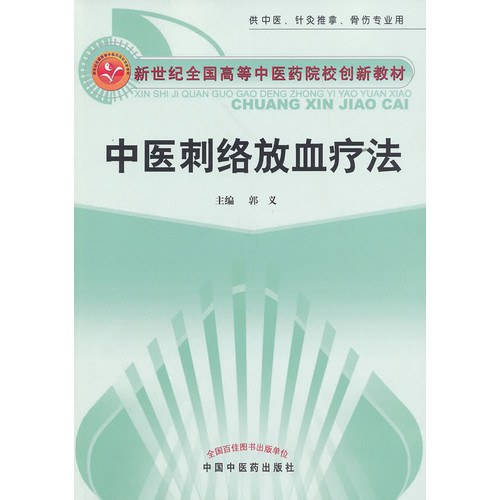 供中医、针灸推拿、骨伤专业用
新世纪全国高等中医药院校创新教材
XIN SHI JI QUAN GUO GAO DENG ZHONG YI YAO YUAN XIAO
CHUANG XIN JIAO CAI
中医刺络放血疗法
主编 郭 义
全国百佳图书出版单位
中国中医药出版社